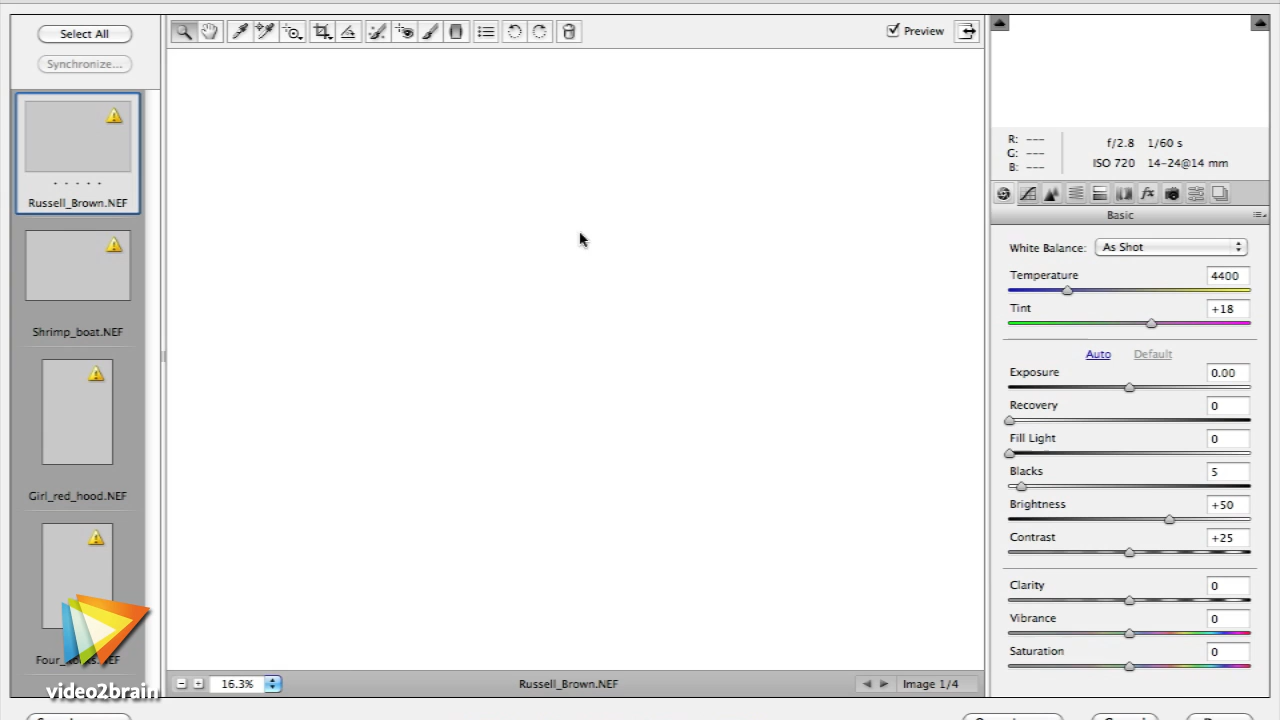 Select All
Synchronize...
Russell_Brown.NEF
Shrimp_boat.NEF
Girl_red_hood.NEF
video2brain
Preview
16.3%
Russell_Brown.NEF
Image 1/4
R: ---
G: ---
B: ---
f/2.8 1/60 s
ISO 720 14-24@14 mm
fx
Basic
White Balance: As Shot
Temperature 4400
Tint +18
Auto Default
Exposure 0.00
Recovery 0
Fill Light 0
Blacks 5
Brightness +50
Contrast +25
Clarity 0
Vibrance 0
Saturation 0